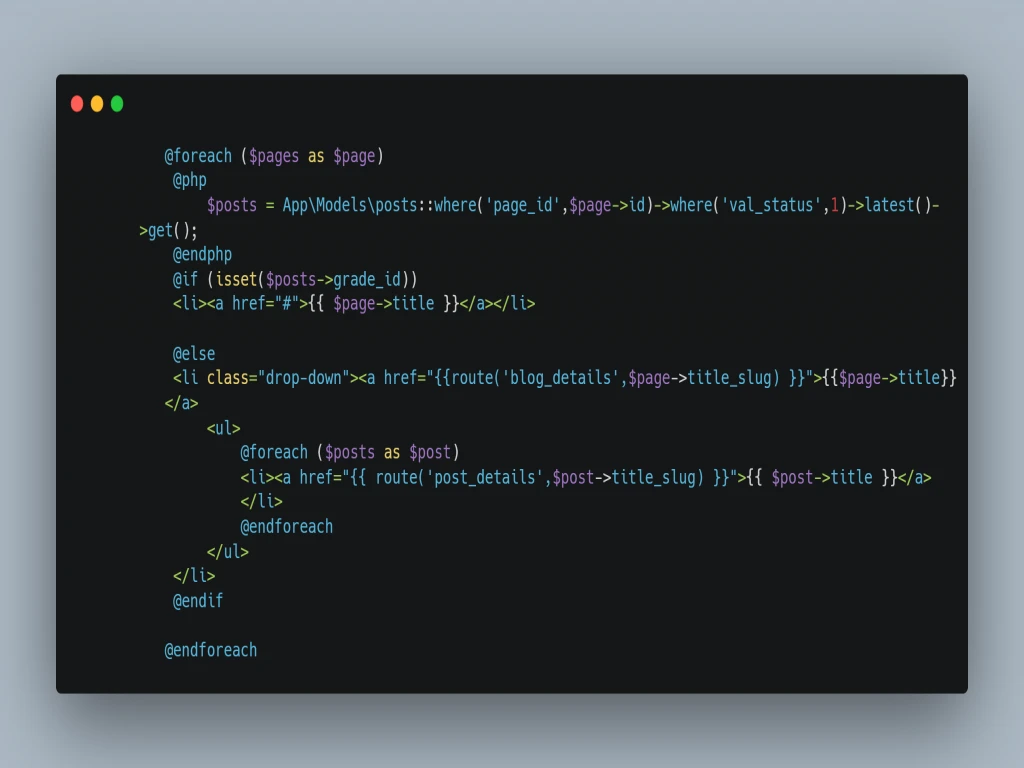 @foreach ($pages as $page)
@php
$posts = App\Models\posts::where('page_id',$page->id)->where('val_status',1)->latest()-
>get();
@endphp
@if (isset($posts->grade_id))
<li><a href="#">{{ $page->title }}</a></li>
@else
<li class="drop-down"><a href="{{route('blog_details',$page->title_slug) }}">{{$page->title}}
</a>
<ul>
@foreach ($posts as $post)
<li><a href="{{ route('post_details',$post->title_slug) }}">{{ $post->title }}</a>
</li>
@endforeach
</ul>
</li>
@endif
@endforeach